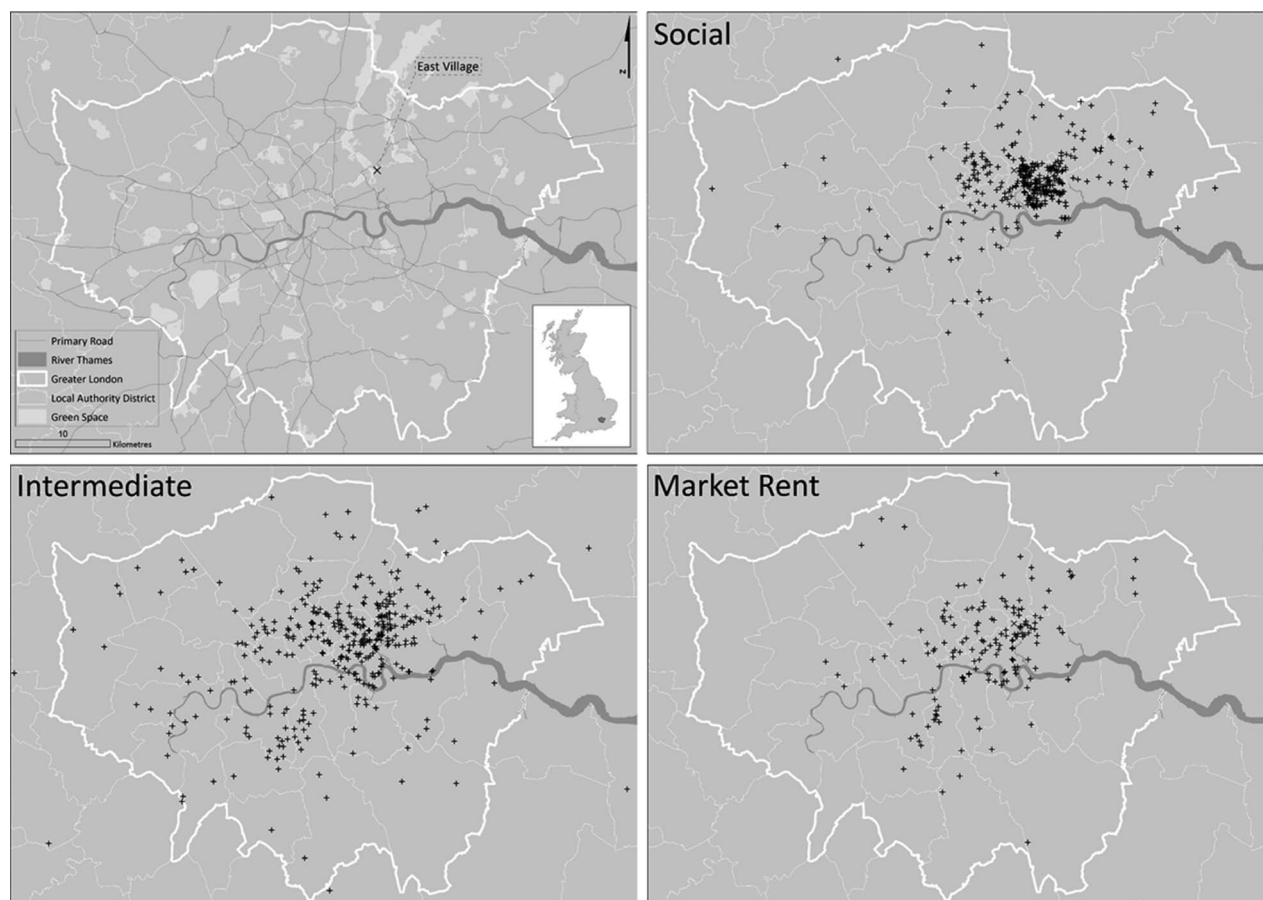 East Village
N
Primary Road
River Thames
Greater London
Local Authority District
Green Space
10
Kilometres
Social
Intermediate
Market Rent